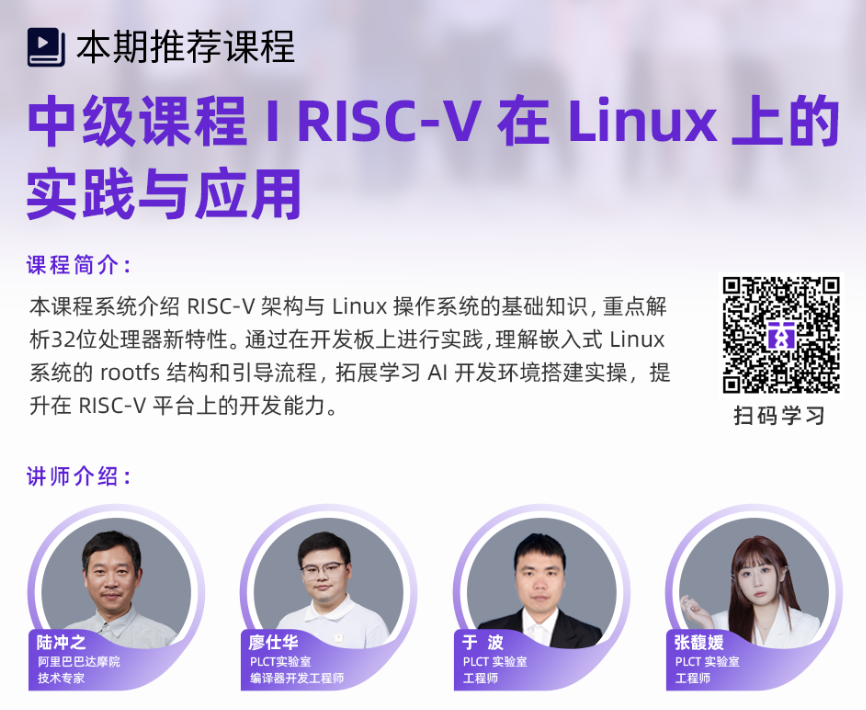 本期推荐课程
中级课程 I RISC-V 在 Linux 上的
实践与应用
课程简介：
本课程系统介绍 RISC-V 架构与 Linux 操作系统的基础知识，重点解
析32位处理器新特性。通过在开发板上进行实践，理解嵌入式 Linux
系统的 rootfs 结构和引导流程，拓展学习 AI 开发环境搭建实操，提
升在 RISC-V 平台上的开发能力。
扫码学习
讲师介绍：
陆冲之
阿里巴巴达摩院
技术专家
廖仕华
PLCT实验室
编译器开发工程师
于 波
PLCT 实验室
工程师
张馥媛
PLCT 实验室
工程师